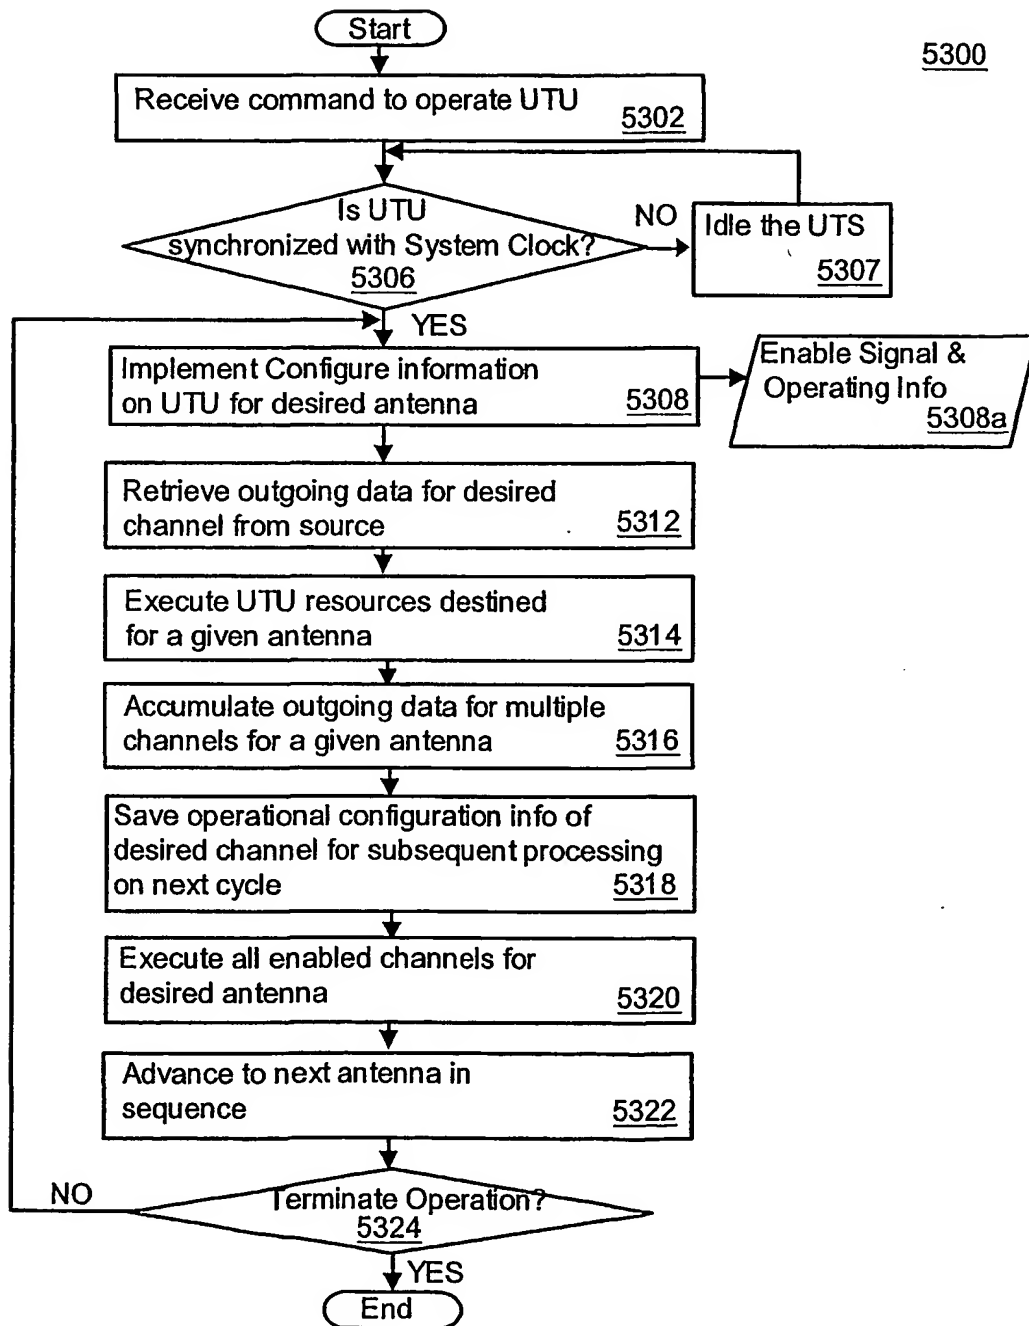 Start
5300
Receive command to operate UTU
5302
Is UTU
synchronized with System Clock?
5306
NO
Idle the UTS
5307
YES
Implement Configure information
on UTU for desired antenna
5308
Enable Signal &
Operating Info
5308a
Retrieve outgoing data for desired
channel from source
5312
Execute UTU resources destined
for a given antenna
5314
Accumulate outgoing data for multiple
channels for a given antenna
5316
Save operational configuration info of
desired channel for subsequent processing
on next cycle
5318
Execute all enabled channels for
desired antenna
5320
Advance to next antenna in
sequence
5322
NO
Terminate Operation?
5324
YES
End